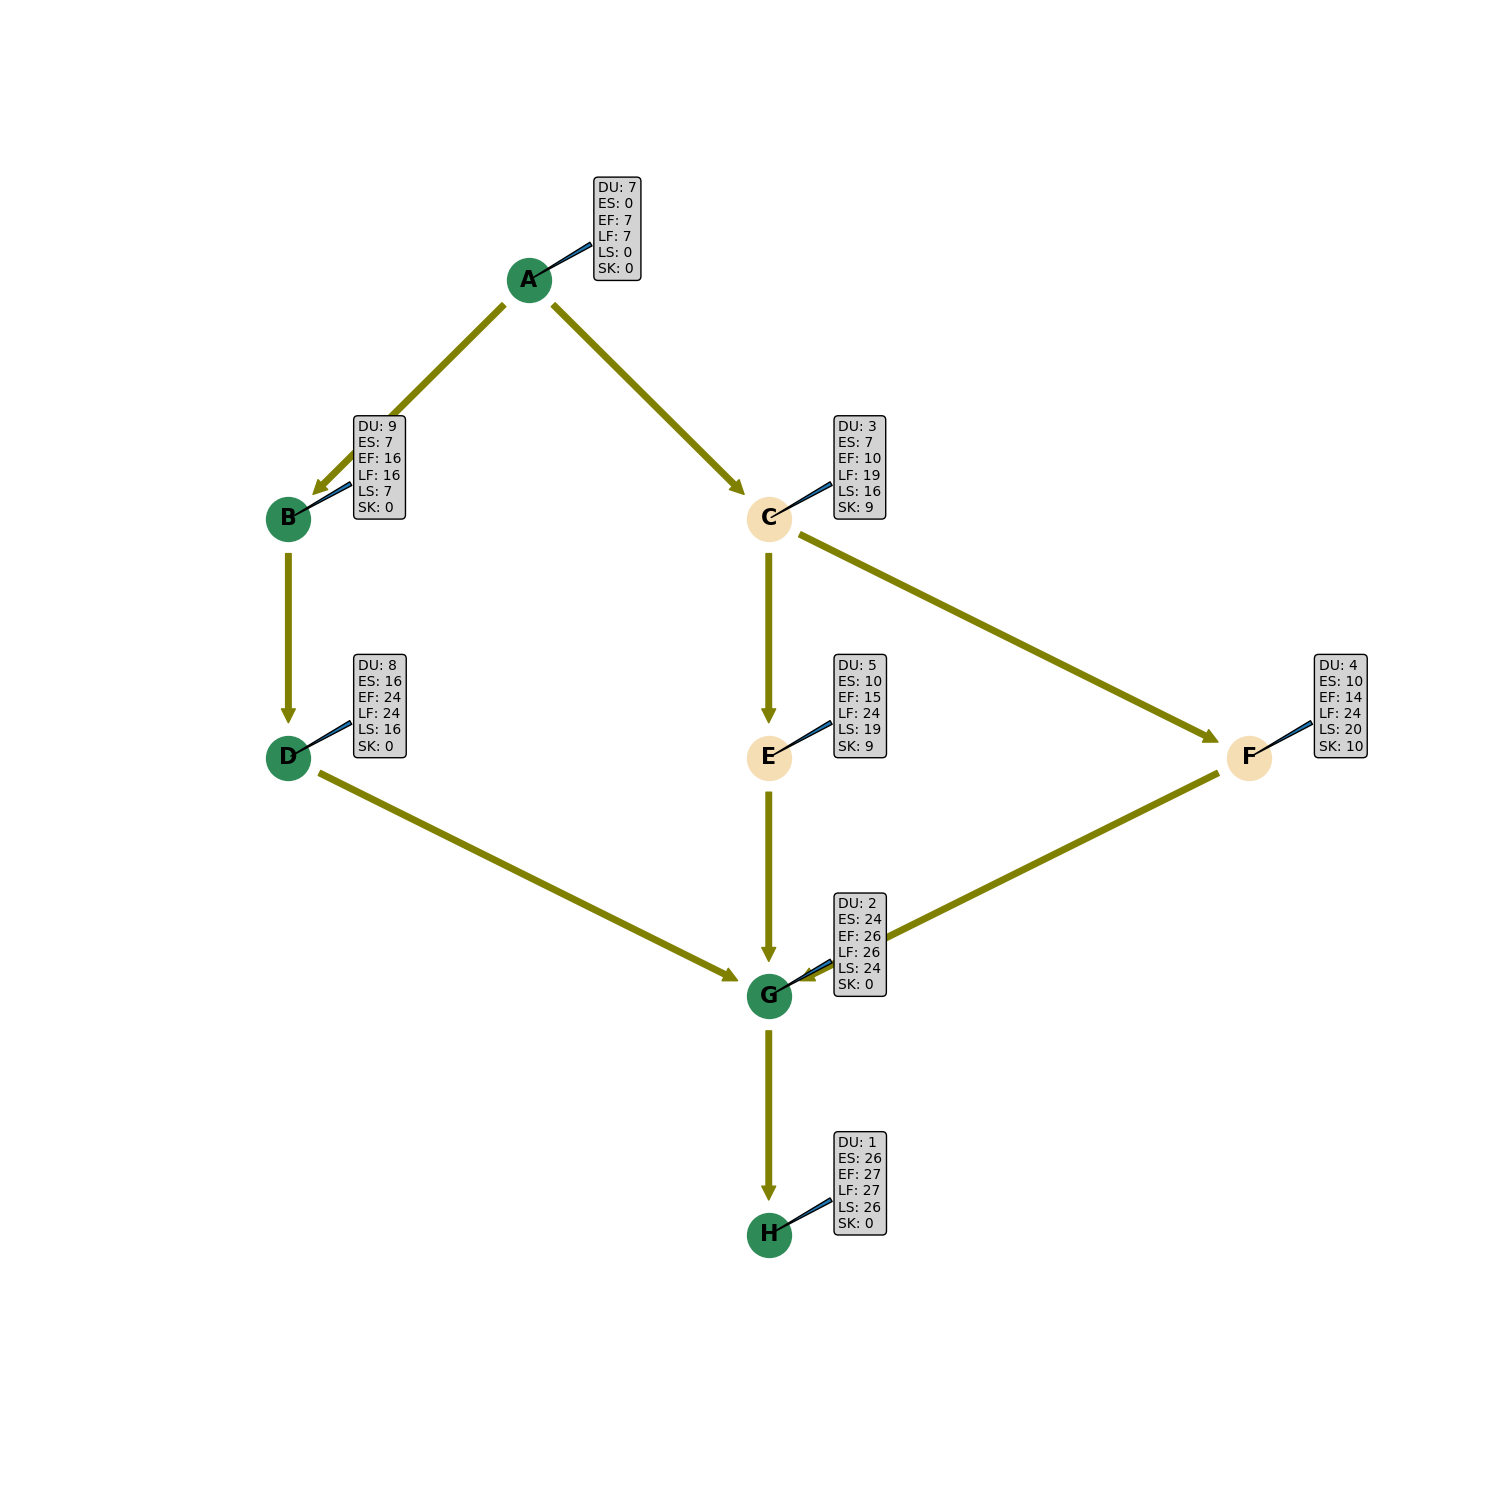 DU: 7
ES: 0
EF: 7
LF: 7
LS: 0
SK: 0
A
DU: 9
ES: 7
EF: 16
LF: 16
LS: 7
SK: 0
B
DU: 3
ES: 7
EF: 10
LF: 19
LS: 16
SK: 9
C
DU: 8
ES: 16
EF: 24
LF: 24
LS: 16
SK: 0
D
DU: 5
ES: 10
EF: 15
LF: 24
LS: 19
SK: 9
E
DU: 4
ES: 10
EF: 14
LF: 24
LS: 20
SK: 10
F
DU: 2
ES: 24
EF: 26
LF: 26
LS: 24
SK: 0
G
DU: 1
ES: 26
EF: 27
LF: 27
LS: 26
SK: 0
H